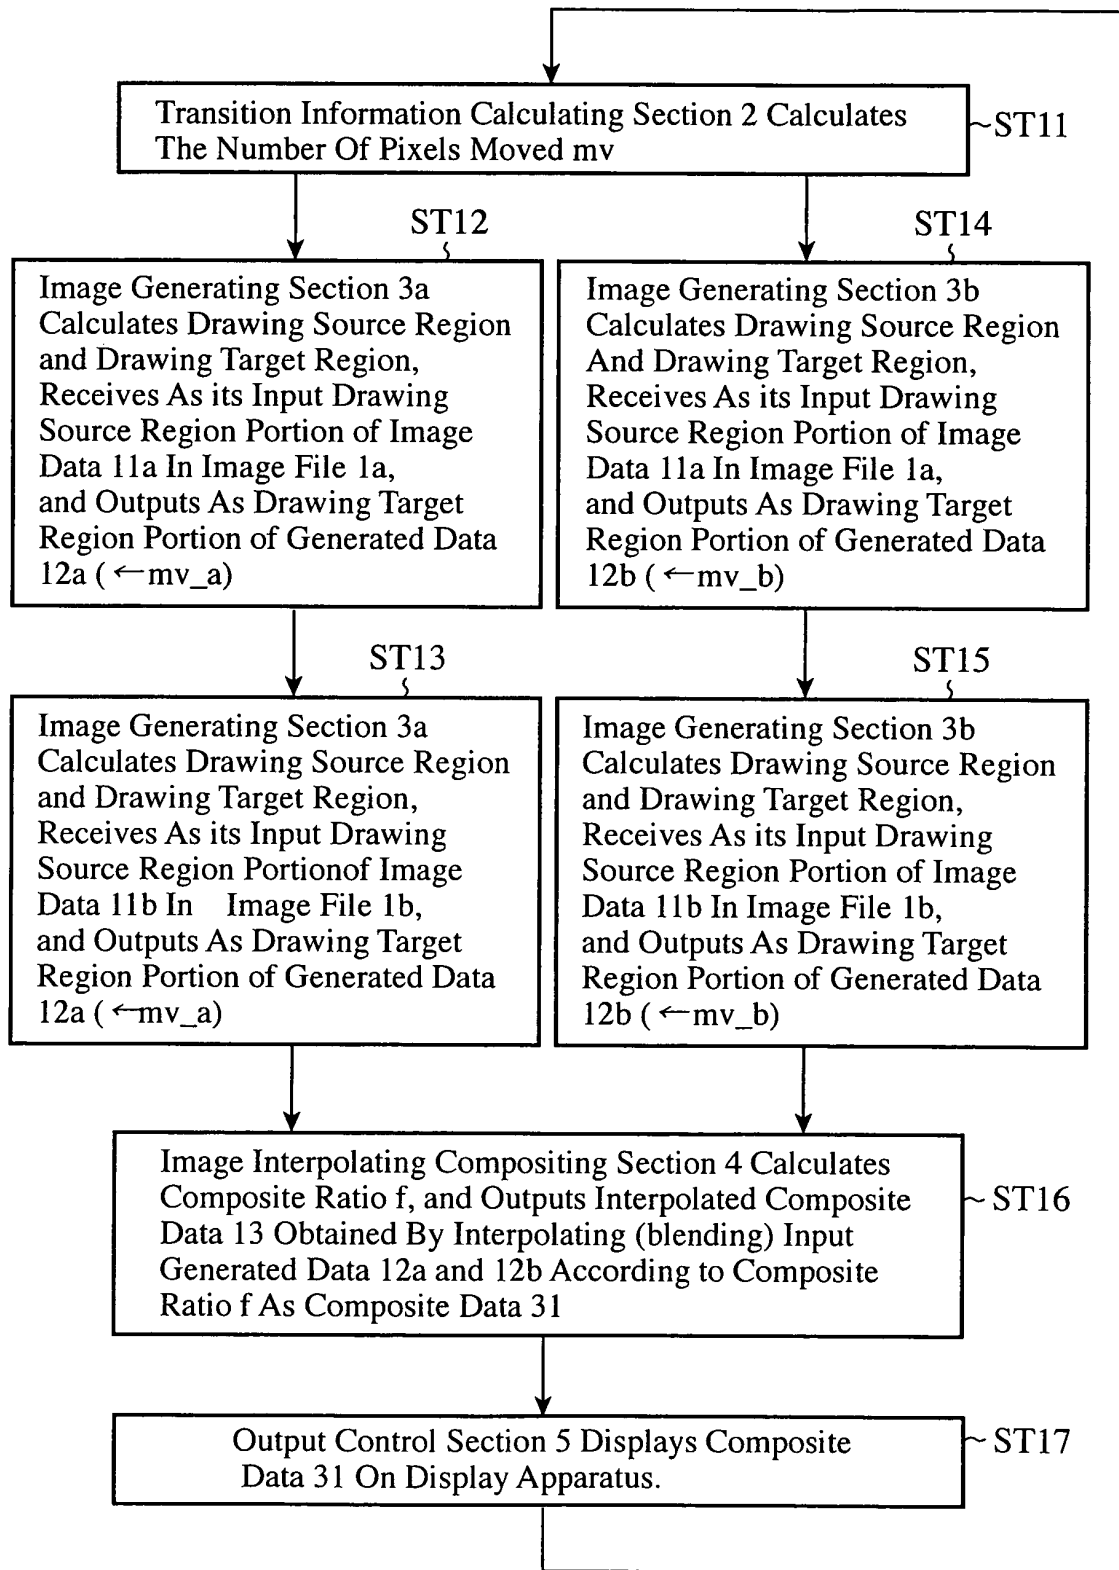 Transition Information Calculating Section 2 Calculates
The Number Of Pixels Moved mv
~ST11
ST12
Image Generating Section 3a
Calculates Drawing Source Region
and Drawing Target Region,
Receives As its Input Drawing
Source Region Portion of Image
Data 11a In Image File 1a,
and Outputs As Drawing Target
Region Portion of Generated Data
12a ( ←mv_a)
ST14
Image Generating Section 3b
Calculates Drawing Source Region
And Drawing Target Region,
Receives As its Input Drawing
Source Region Portion of Image
Data 11a In Image File 1a,
and Outputs As Drawing Target
Region Portion of Generated Data
12b ( ←mv_b)
ST13
Image Generating Section 3a
Calculates Drawing Source Region
and Drawing Target Region,
Receives As its Input Drawing
Source Region Portionof Image
Data 11b In Image File 1b,
and Outputs As Drawing Target
Region Portion of Generated Data
12a ( ←mv_a)
ST15
Image Generating Section 3b
Calculates Drawing Source Region
and Drawing Target Region,
Receives As its Input Drawing
Source Region Portion of Image
Data 11b In Image File 1b,
and Outputs As Drawing Target
Region Portion of Generated Data
12b ( ←mv_b)
Image Interpolating Compositing Section 4 Calculates
Composite Ratio f, and Outputs Interpolated Composite
Data 13 Obtained By Interpolating (blending) Input
Generated Data 12a and 12b According to Composite
Ratio f As Composite Data 31
~ST16
Output Control Section 5 Displays Composite
Data 31 On Display Apparatus.
~ST17